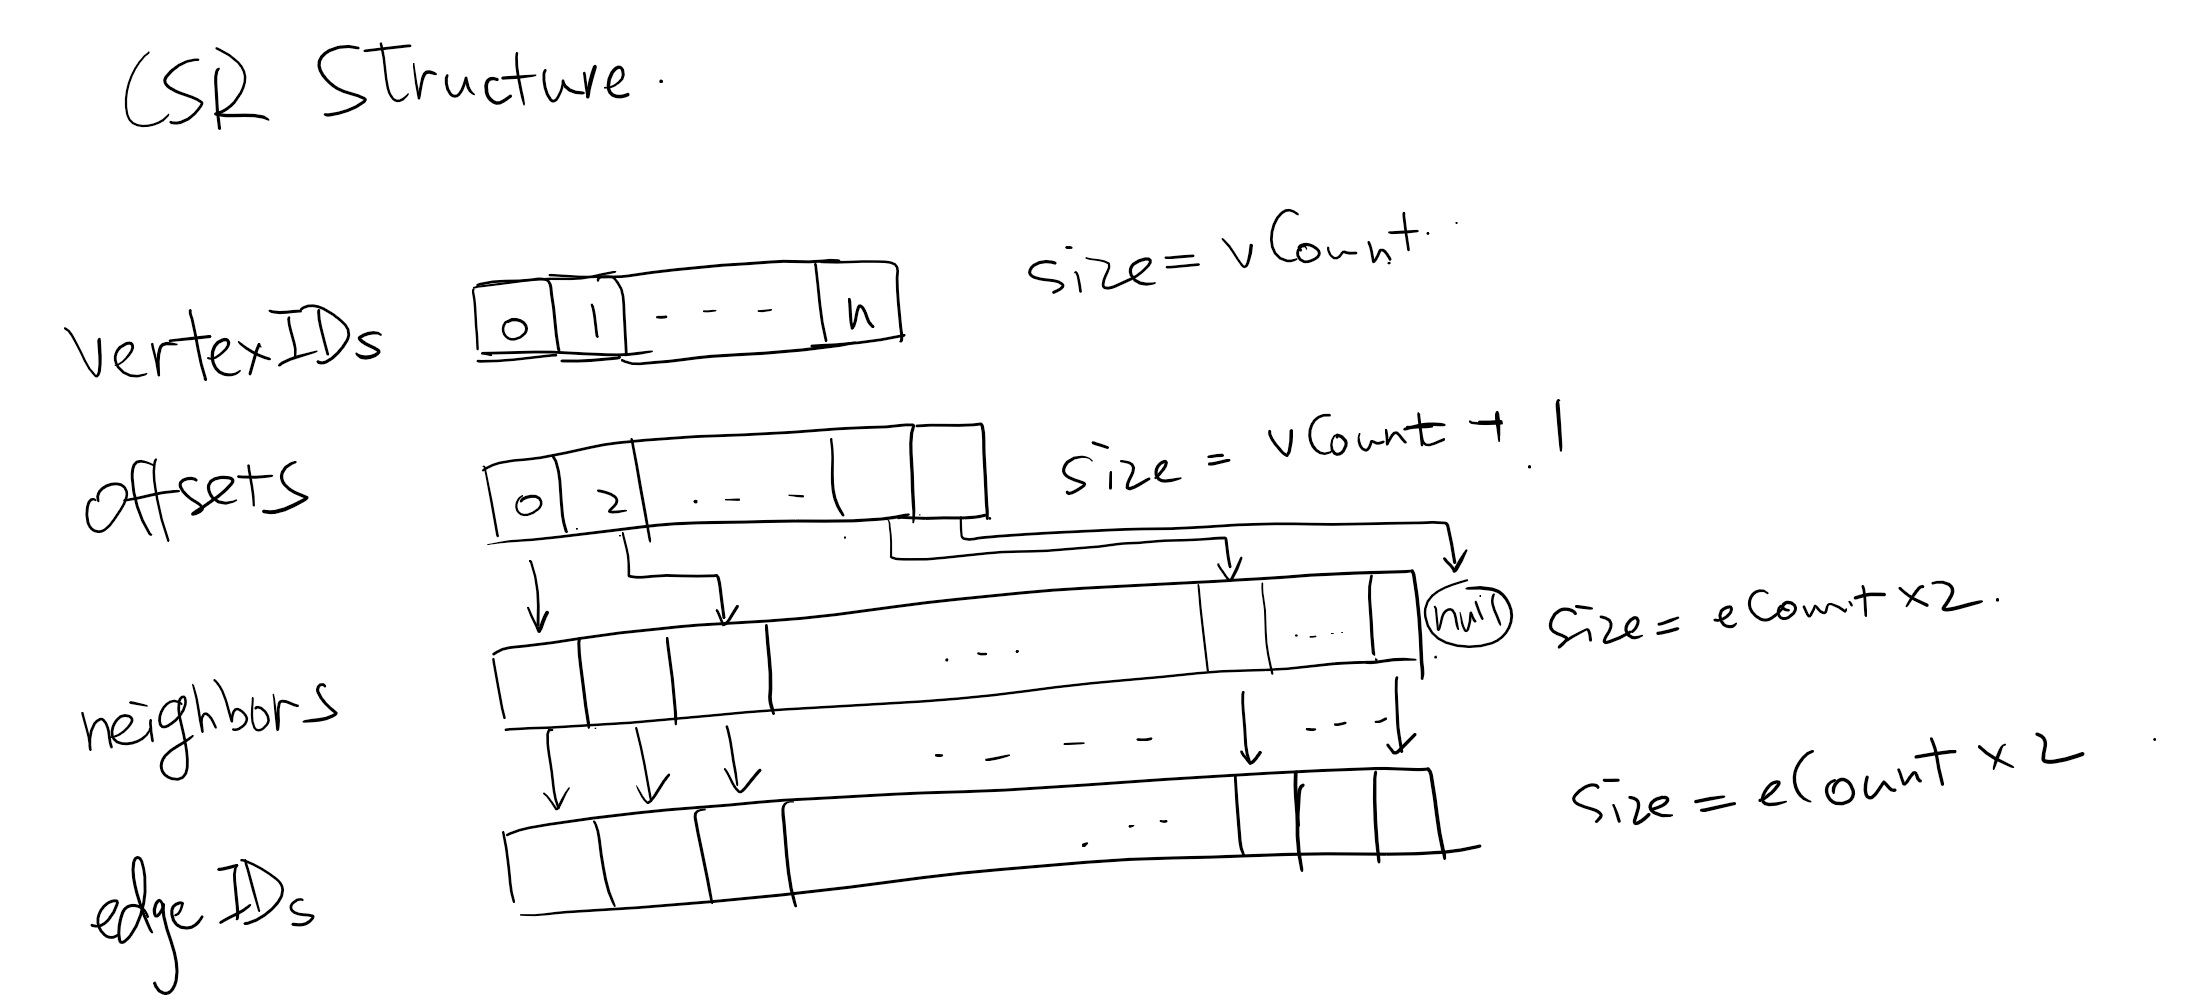 CSR Structure.
vertexIDs 0 1 - - - n size = vCount.
offsets 0 2 . - - size = vCount + 1
neighbors . - . .... null size = eCount x2.
- - - - - - -
edge IDs . - - size = eCount x 2